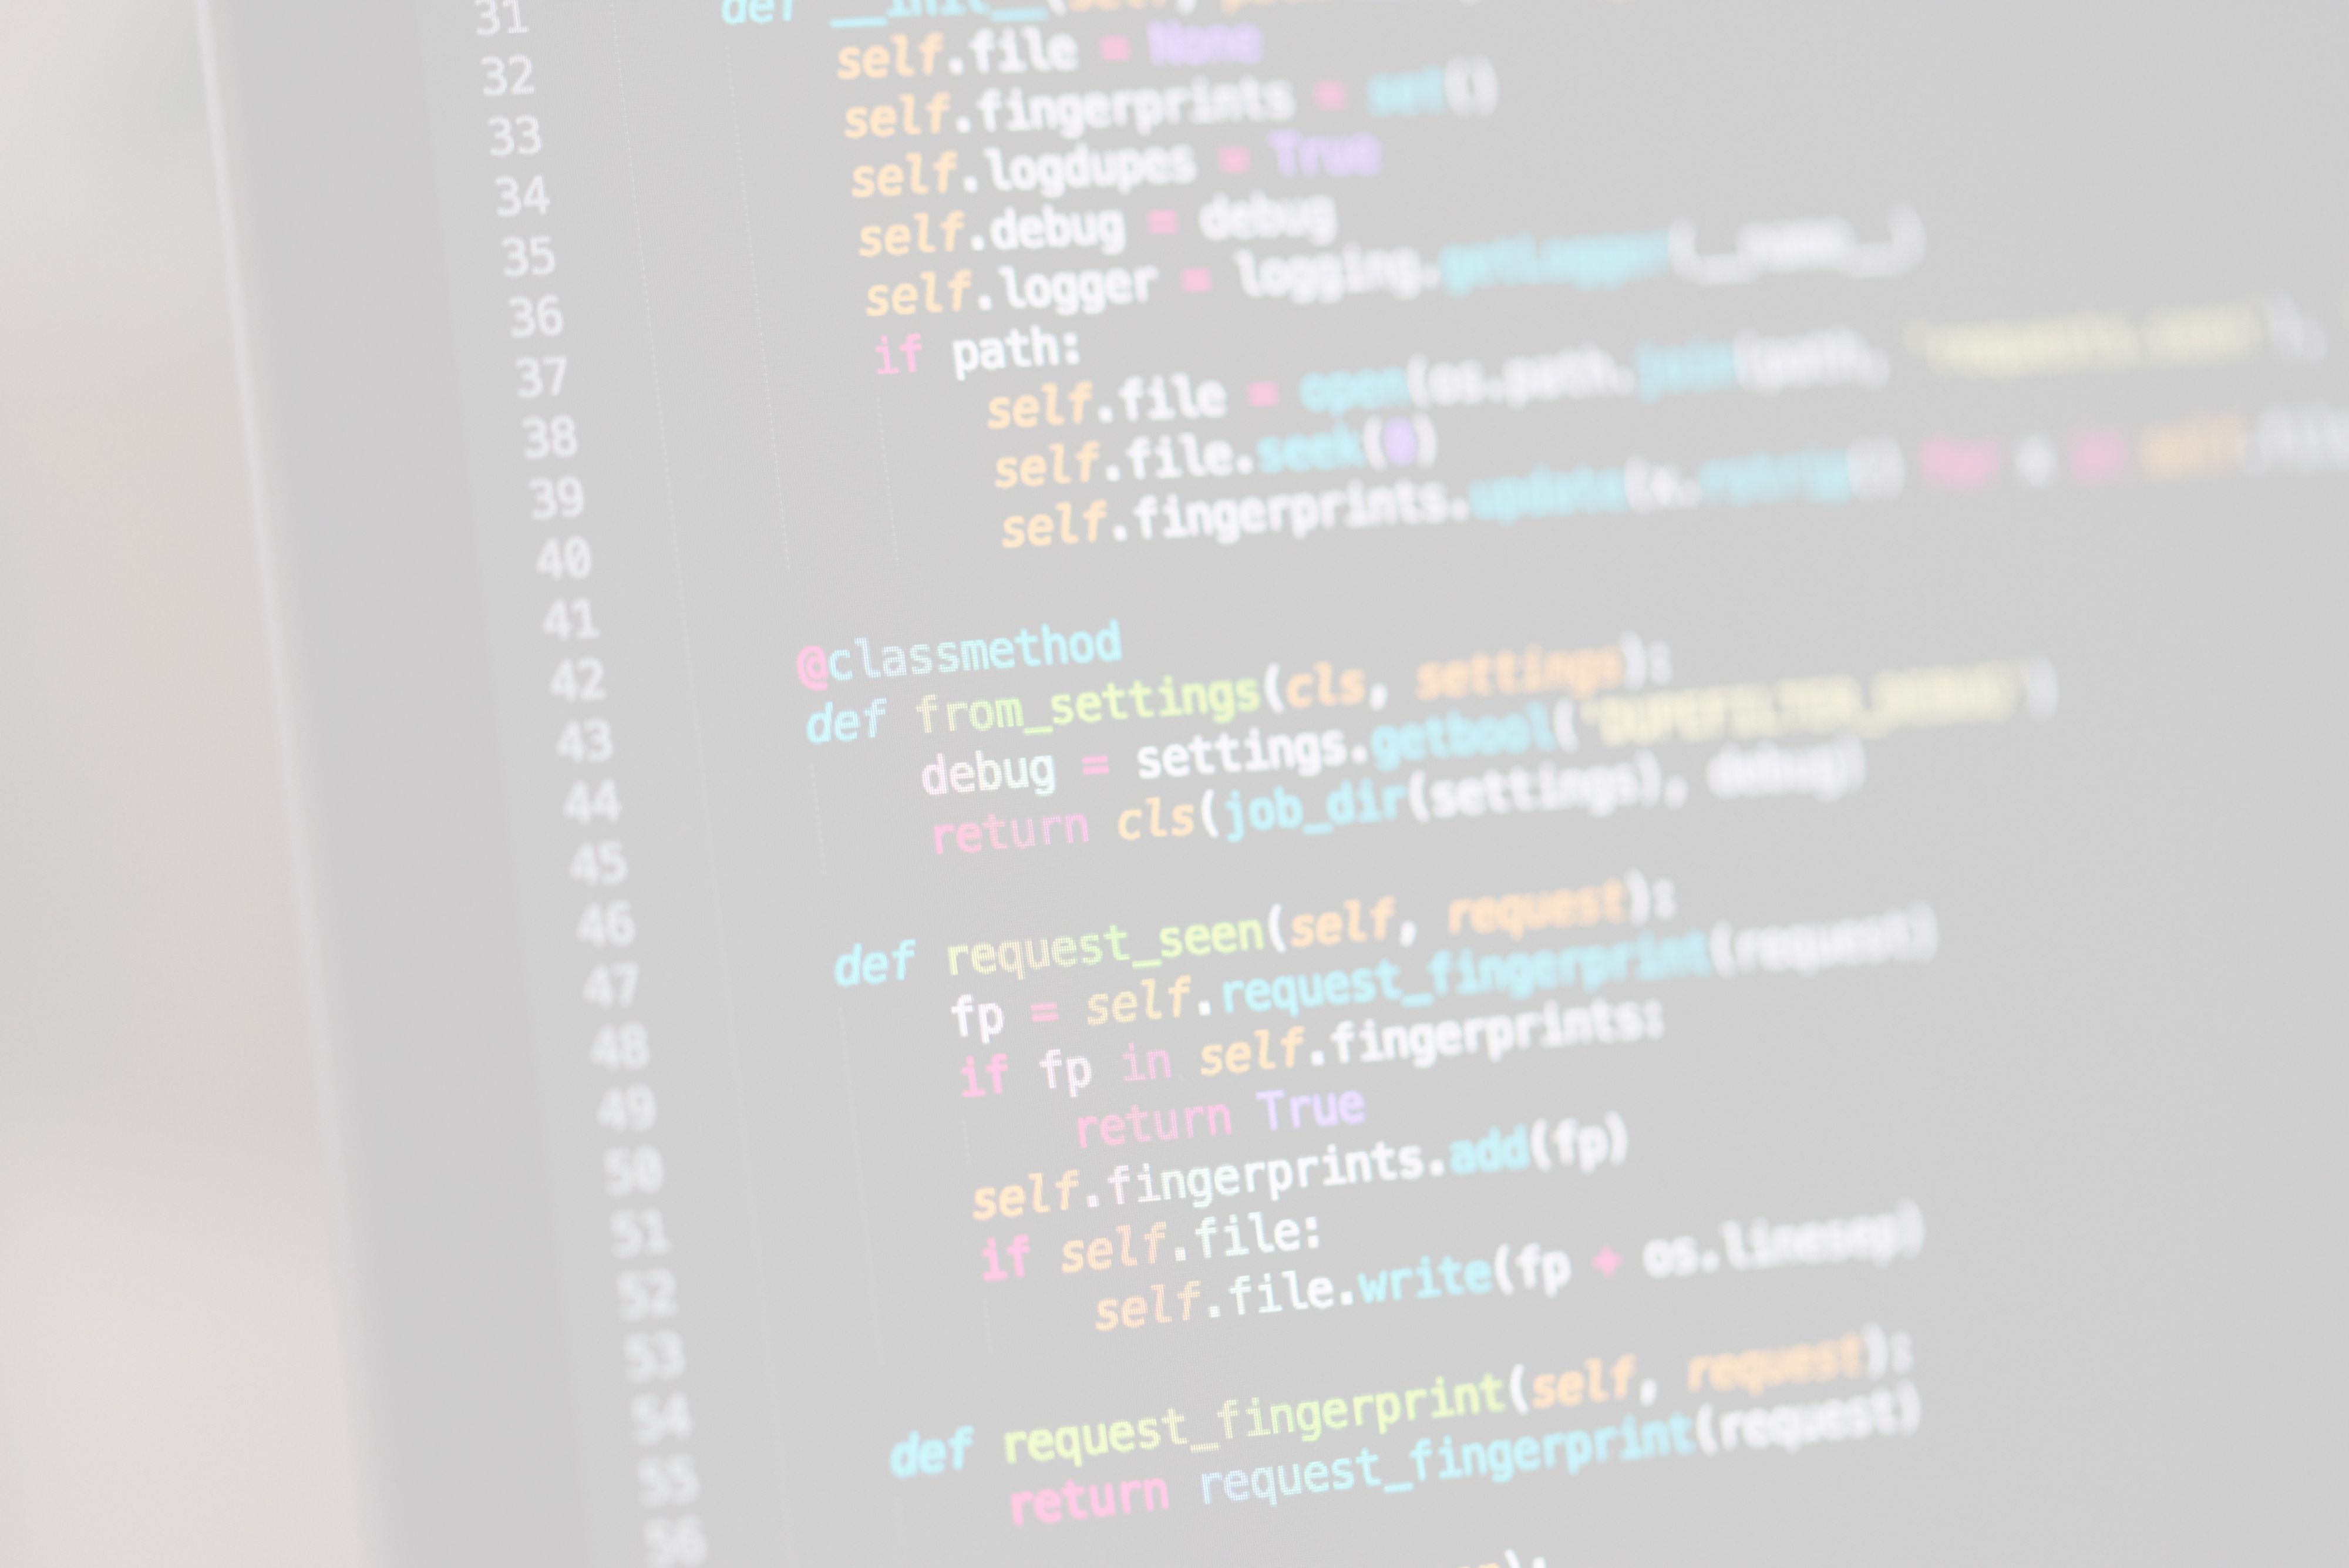 31 def __init__(self,
32 self.file = None
33 self.fingerprints = set()
34 self.logdupes = True
35 self.debug = debug
36 self.logger = logging.getLogger(__name__)
37 if path:
38 self.file = open(os.path.join(path,
39 self.file.seek(0)
40 self.fingerprints.update(x.rstrip() for x in self.
41
42 @classmethod
43 def from_settings(cls, settings):
44 debug = settings.getbool('DUPEFILTER_DEBUG')
45 return cls(job_dir(settings), debug)
46
47 def request_seen(self, request):
48 fp = self.request_fingerprint(request)
49 if fp in self.fingerprints:
50 return True
51 self.fingerprints.add(fp)
52 if self.file:
53 self.file.write(fp + os.linesep)
54
55 def request_fingerprint(self, request):
56 return request_fingerprint(request)